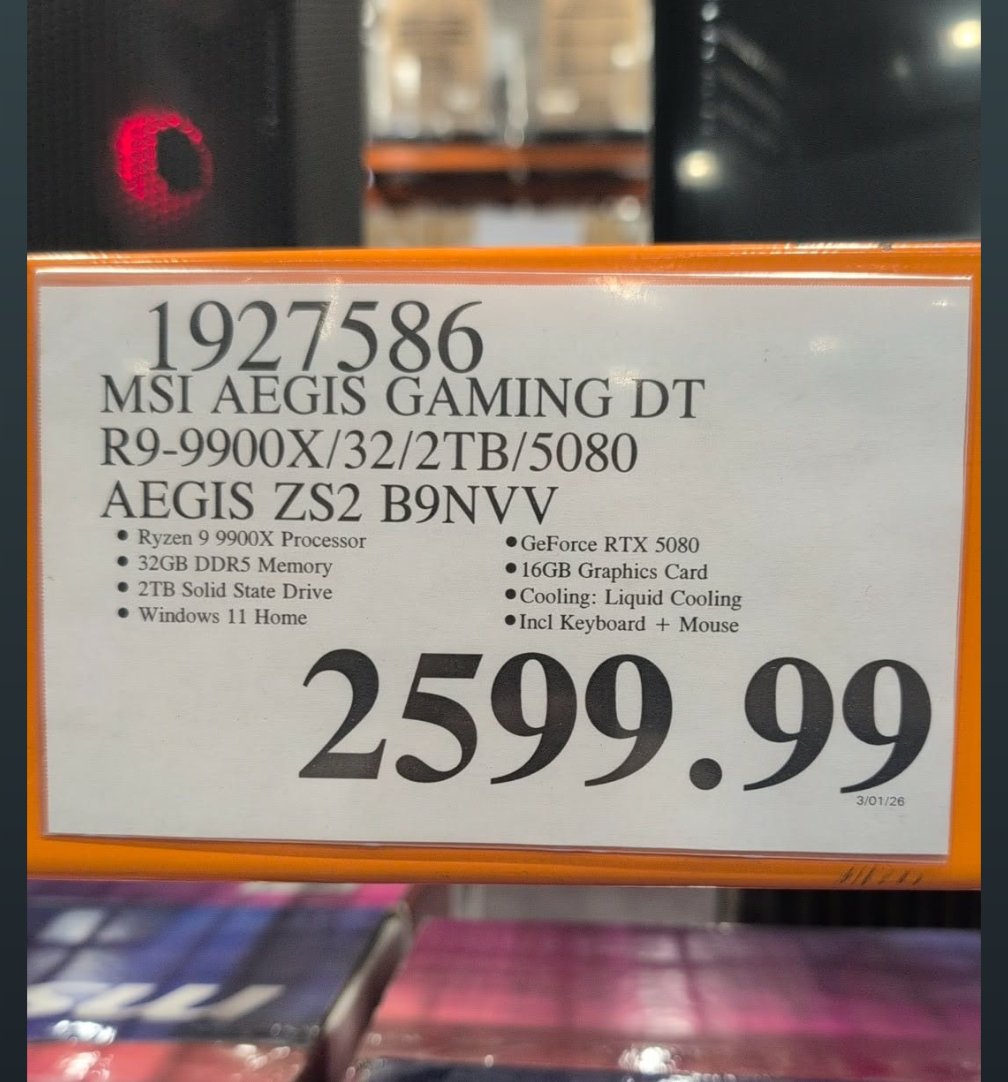 1927586
MSI AEGIS GAMING DT
R9-9900X/32/2TB/5080
AEGIS ZS2 B9NVV
• Ryzen 9 9900X Processor
• 32GB DDR5 Memory
• 2TB Solid State Drive
• Windows 11 Home
• GeForce RTX 5080
• 16GB Graphics Card
• Cooling: Liquid Cooling
• Incl Keyboard + Mouse
2599.99
3/01/26